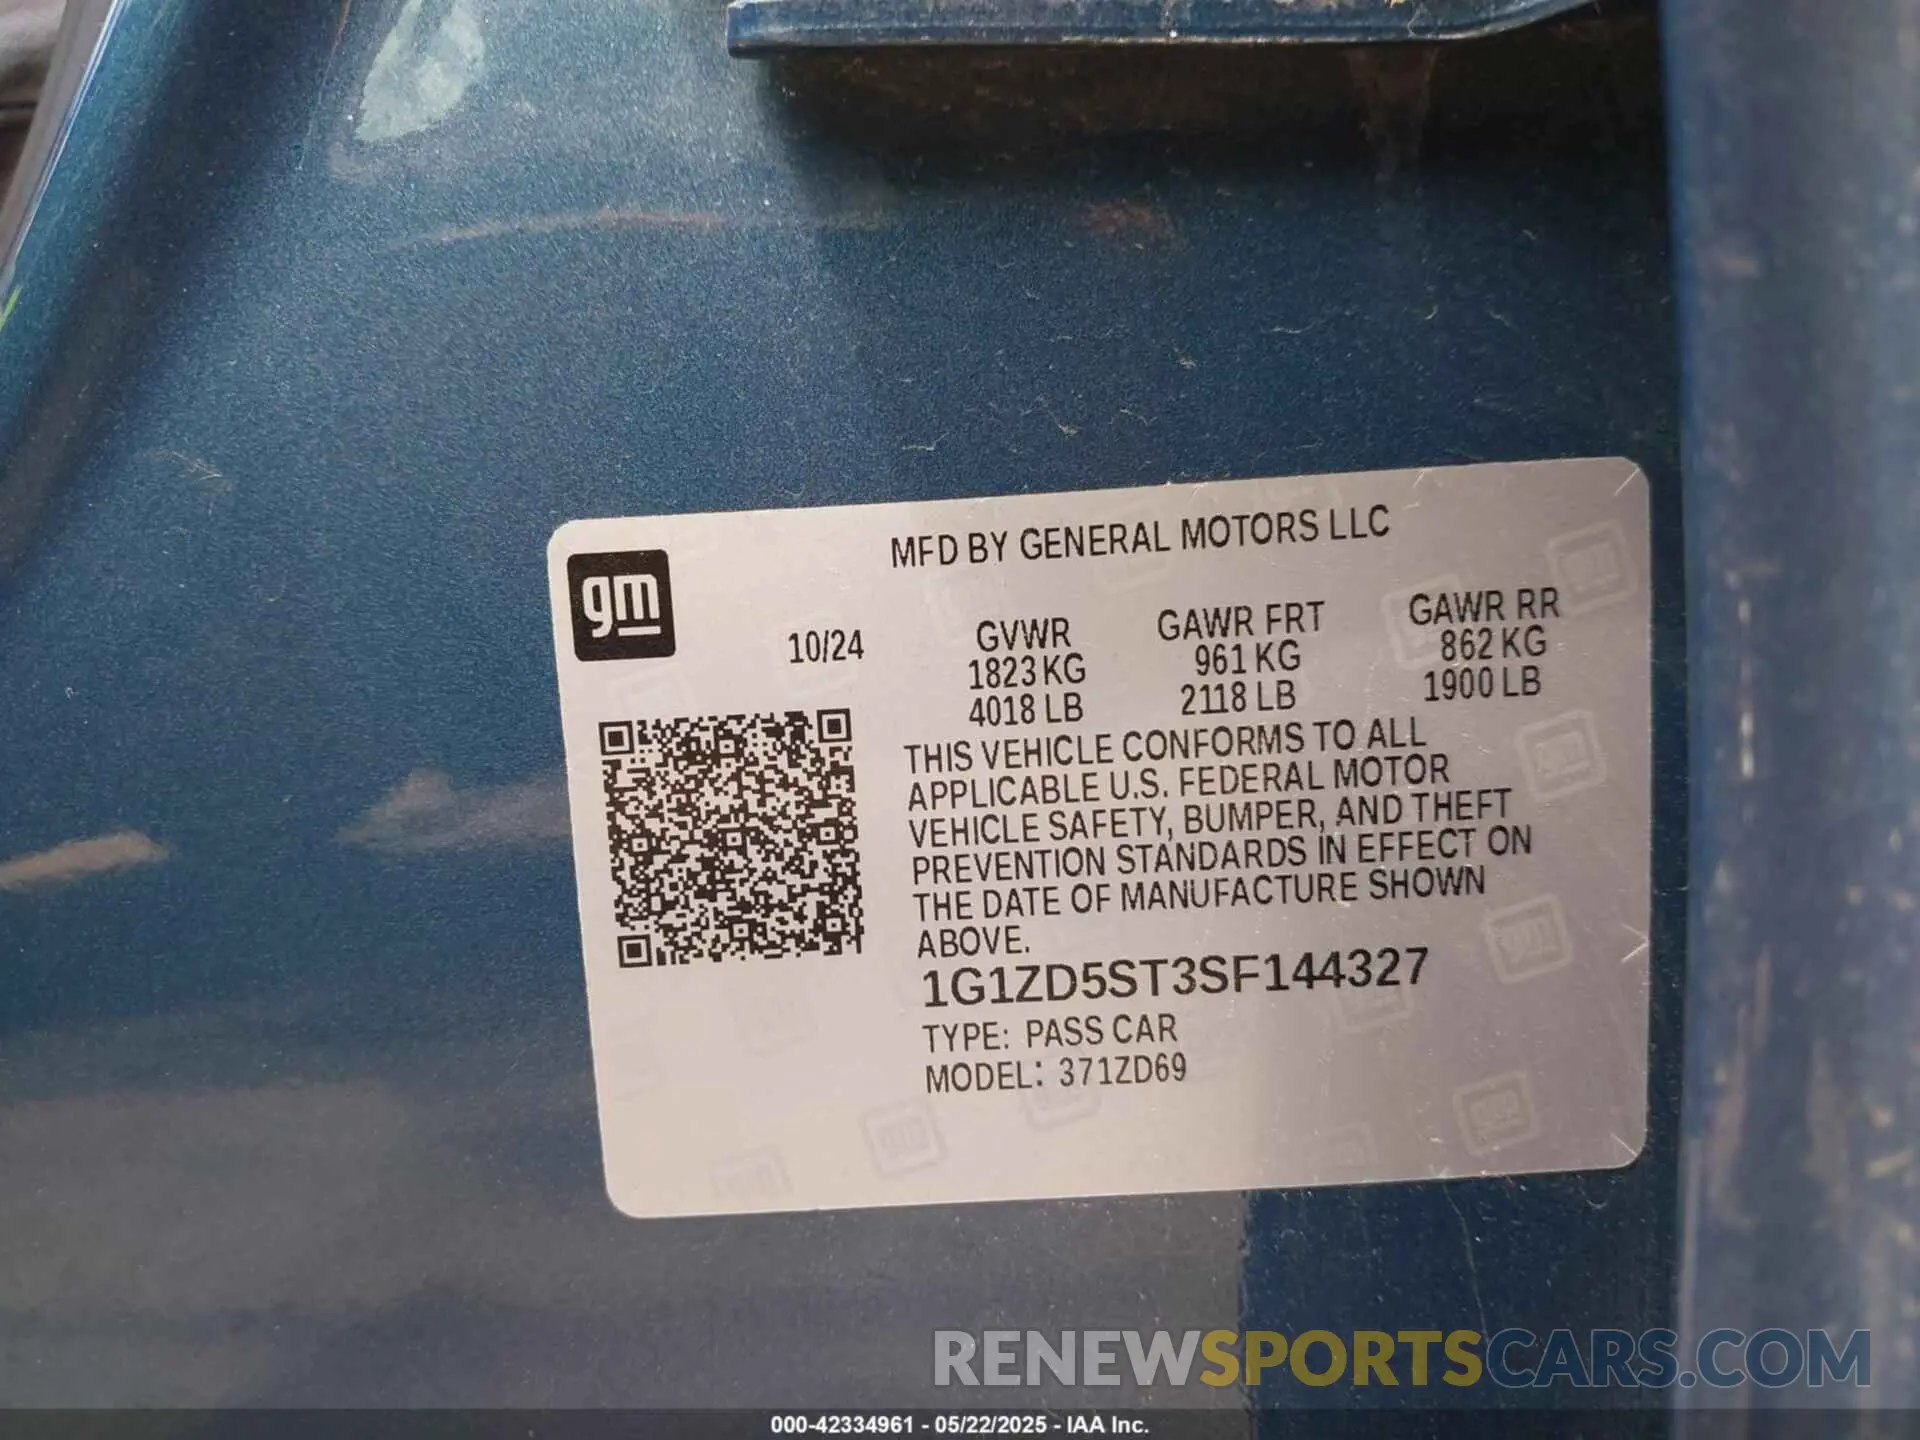 MFD BY GENERAL MOTORS LLC
gm
10/24
GVWR GAWR FRT GAWR RR
1823 KG 961 KG 862 KG
4018 LB 2118 LB 1900 LB
THIS VEHICLE CONFORMS TO ALL
APPLICABLE U.S. FEDERAL MOTOR
VEHICLE SAFETY, BUMPER, AND THEFT
PREVENTION STANDARDS IN EFFECT ON
THE DATE OF MANUFACTURE SHOWN
ABOVE.
1G1ZD5ST3SF144327
TYPE: PASS CAR
MODEL: 371ZD69
RENEWSPORTSCARS.COM
000-42334961 - 05/22/2025 - IAA Inc.